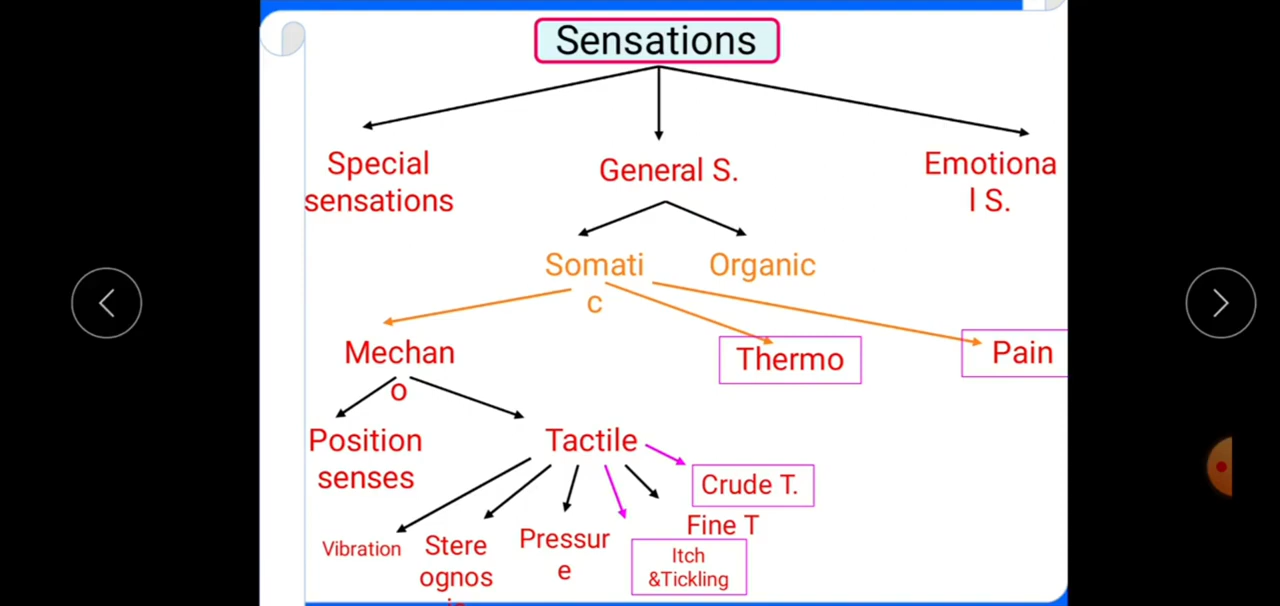 Sensations
Special
sensations
General S.
Emotiona
l S.
Somati
c
Organic
Mechan
o
Thermo
Pain
Position
senses
Tactile
Crude T.
Fine T
Vibration
Stere
ognos
Pressur
e
Itch
&Tickling